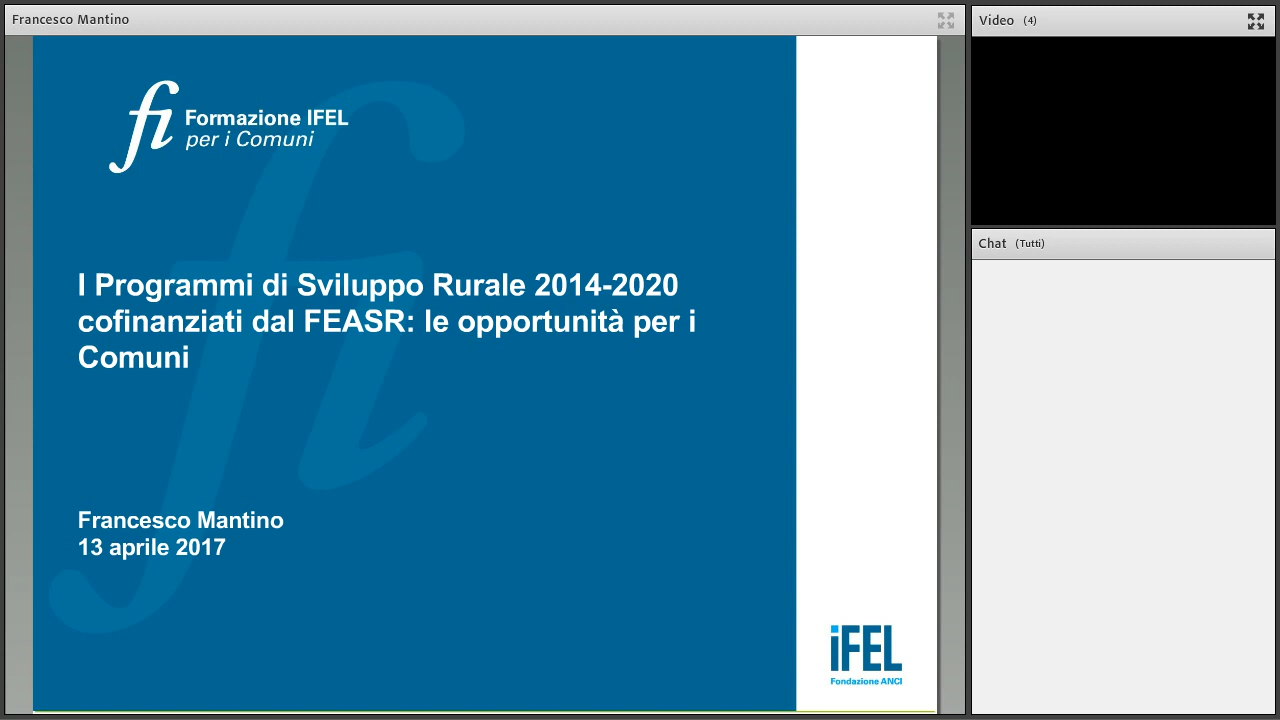 Francesco Mantino
fi Formazione IFEL
per i Comuni
I Programmi di Sviluppo Rurale 2014-2020
cofinanziati dal FEASR: le opportunità per i
Comuni
Francesco Mantino
13 aprile 2017
iFEL
Fondazione ANCI
Video (4)
Chat (Tutti)